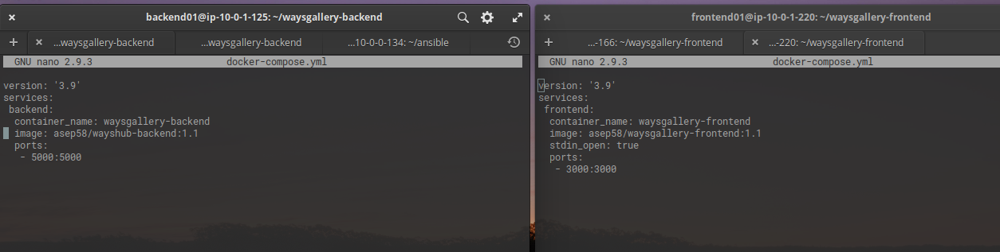 backend01@ip-10-0-1-125: ~/waysgallery-backend
...waysgallery-backend
...waysgallery-backend
...10-0-0-134: ~/ansible
GNU nano 2.9.3 docker-compose.yml
version: '3.9'
services:
backend:
container_name: waysgallery-backend
image: asep58/wayshub-backend:1.1
ports:
- 5000:5000
frontend01@ip-10-0-1-220: ~/waysgallery-frontend
...-166: ~/waysgallery-frontend
...-220: ~/waysgallery-frontend
GNU nano 2.9.3 docker-compose.yml
version: '3.9'
services:
frontend:
container_name: waysgallery-frontend
image: asep58/waysgallery-frontend:1.1
stdin_open: true
ports:
- 3000:3000